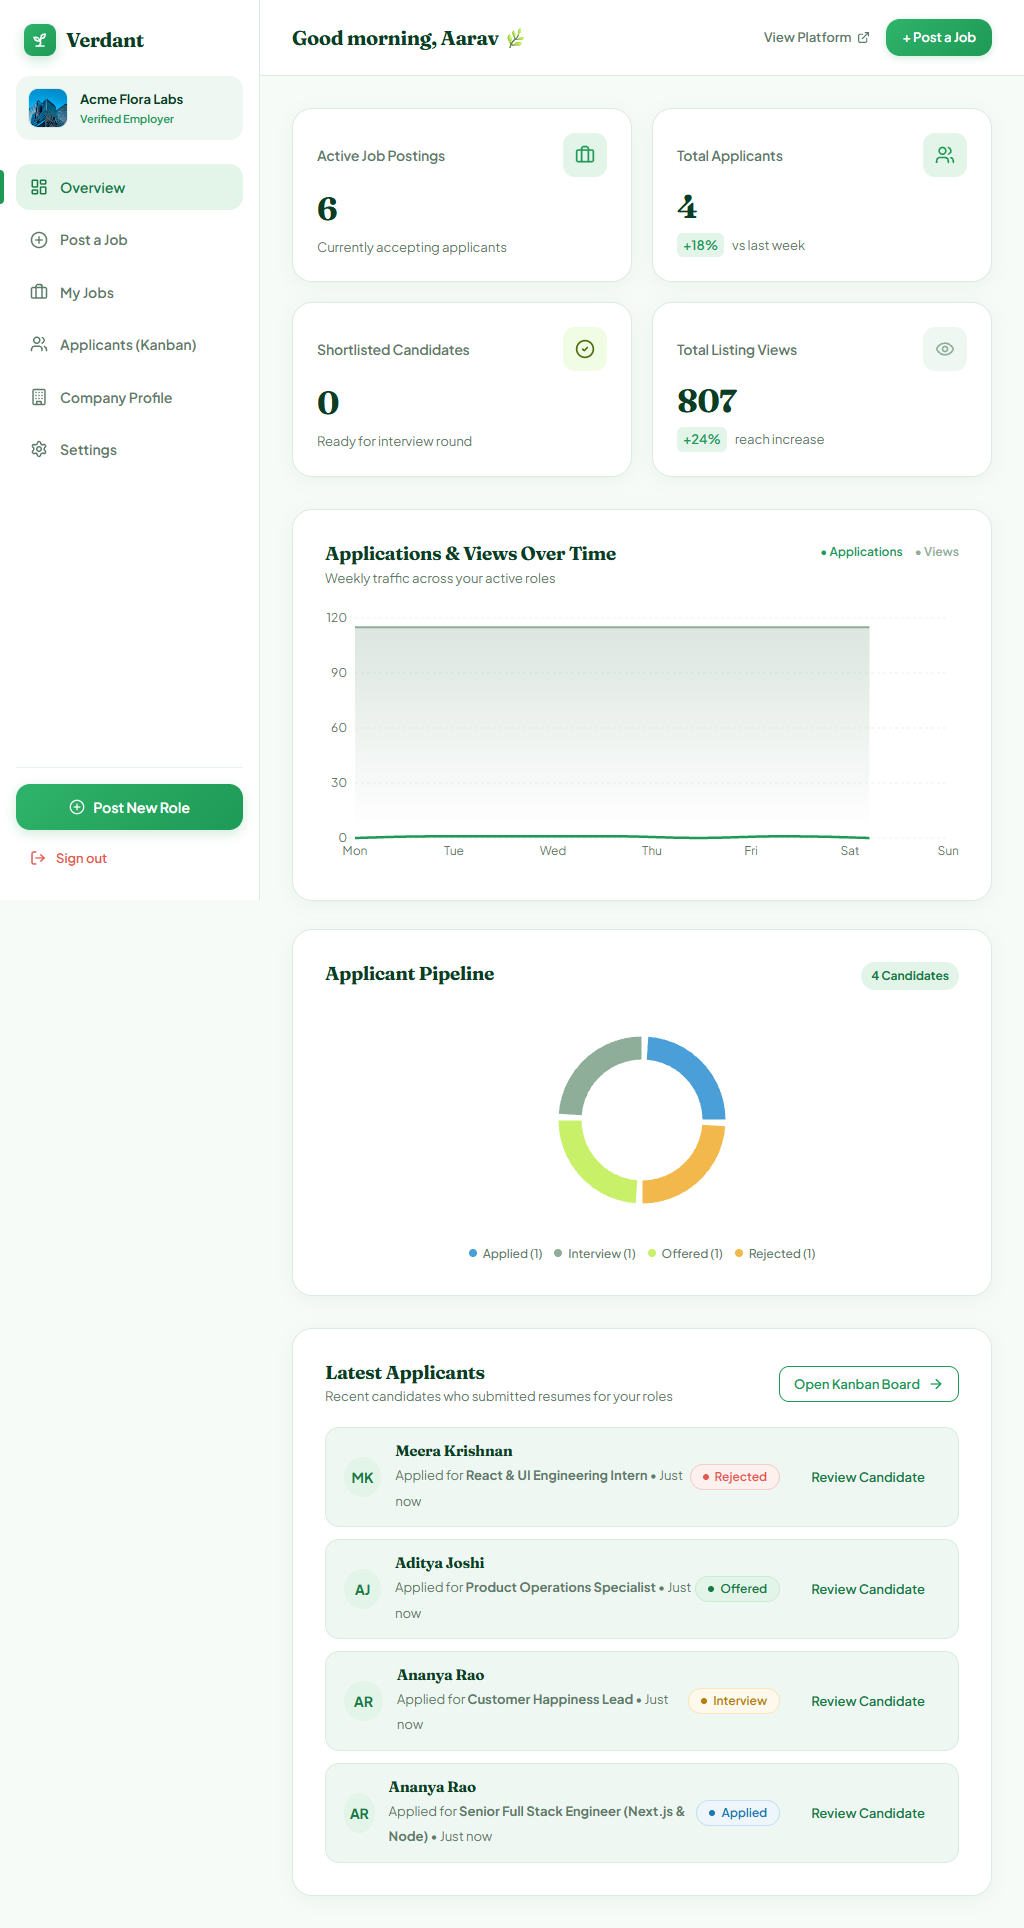 Verdant
Acme Flora Labs
Verified Employer
Overview
Post a Job
My Jobs
Applicants (Kanban)
Company Profile
Settings
Post New Role
Sign out
Good morning, Aarav 🌿
View Platform
+ Post a Job
Active Job Postings
6
Currently accepting applicants
Total Applicants
4
+18% vs last week
Shortlisted Candidates
0
Ready for interview round
Total Listing Views
807
+24% reach increase
Applications & Views Over Time
Weekly traffic across your active roles
• Applications • Views
120
90
60
30
0
Mon Tue Wed Thu Fri Sat Sun
Applicant Pipeline
4 Candidates
Applied (1) Interview (1) Offered (1) Rejected (1)
Latest Applicants
Recent candidates who submitted resumes for your roles
Open Kanban Board
MK
Meera Krishnan
Applied for React & UI Engineering Intern • Just
now
Rejected
Review Candidate
AJ
Aditya Joshi
Applied for Product Operations Specialist • Just
now
Offered
Review Candidate
AR
Ananya Rao
Applied for Customer Happiness Lead • Just
now
Interview
Review Candidate
AR
Ananya Rao
Applied for Senior Full Stack Engineer (Next.js &
Node) • Just now
Applied
Review Candidate